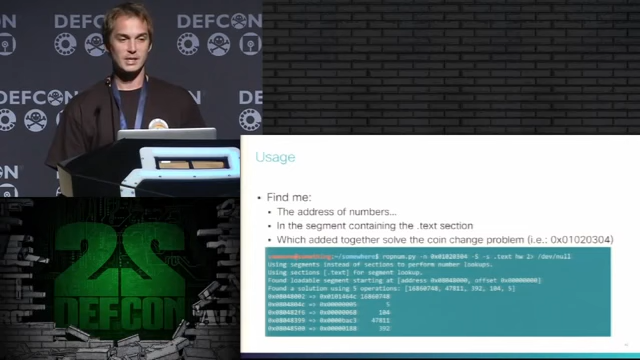 DEFCON
DEFCON
DEFCON
DEFCON
22
DEFCON
Usage
• Find me:
• The address of numbers...
• In the segment containing the .text section
• Which added together solve the coin change problem (i.e.: 0x01020304)
:~/somewhere$ ropnum.py -n 0x01020304 -S -s .text hw 2> /dev/null
Using segments instead of sections to perform number lookups.
Using sections [.text] for segment lookup.
Found loadable segment starting at [address 0x08048000, offset 0x00000000]
Found a solution using 5 operations: [16860748, 47811, 392, 104, 5]
0x08048002 => 0x0101464c 16860748
0x0804804c => 0x00000005 5
0x080482f6 => 0x00000068 104
0x08048399 => 0x0000bac3 47811
0x08048500 => 0x00000188 392